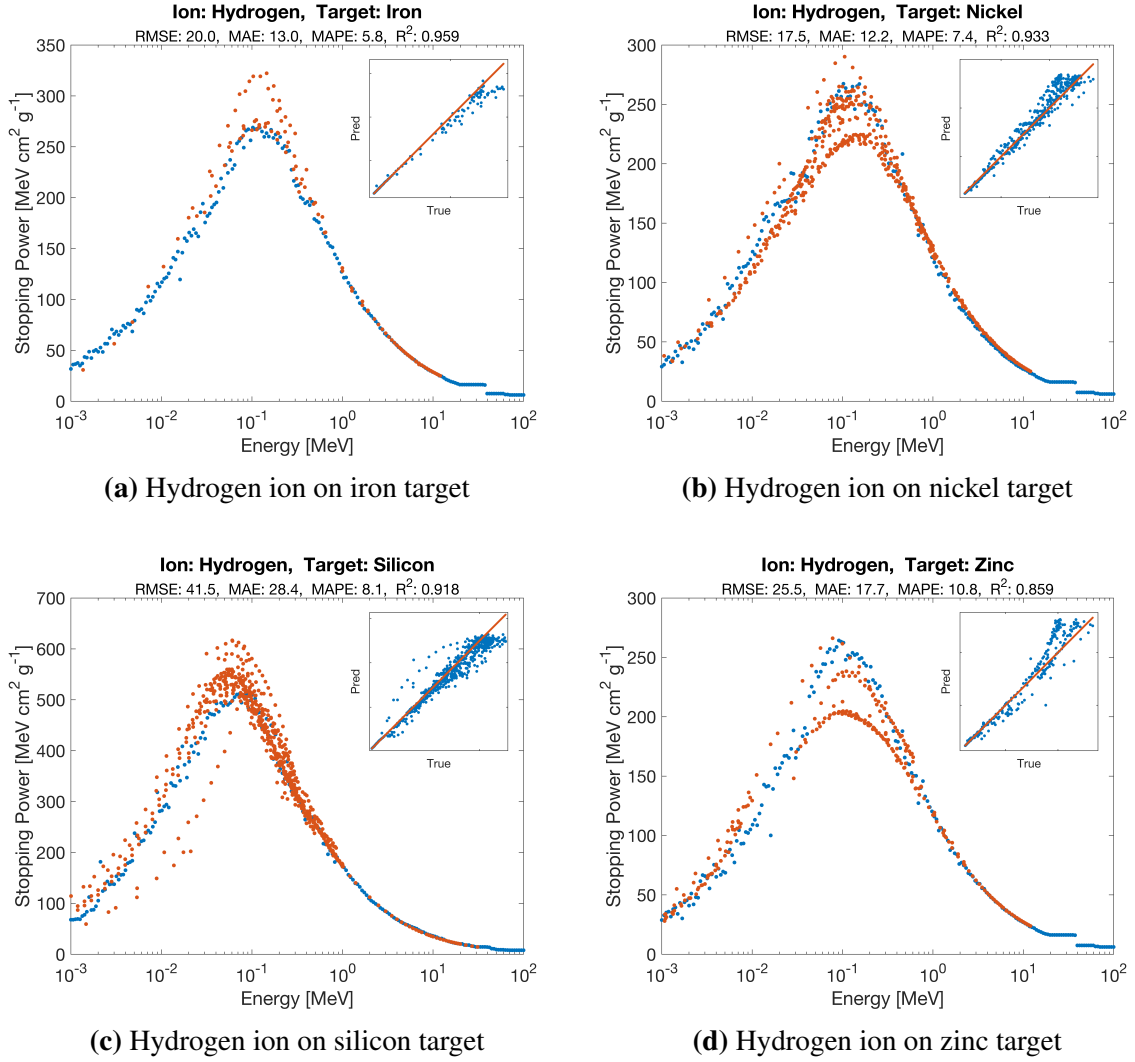 Ion: Hydrogen,  Target: Iron
RMSE: 20.0,  MAE: 13.0,  MAPE: 5.8,  R²: 0.959
350
300
250
200
150
100
50
0
Stopping Power [MeV cm² g⁻¹]
Pred
True
10⁻³ 10⁻² 10⁻¹ 10⁰ 10¹ 10²
Energy [MeV]
(a) Hydrogen ion on iron target
Ion: Hydrogen,  Target: Nickel
RMSE: 17.5,  MAE: 12.2,  MAPE: 7.4,  R²: 0.933
300
250
200
150
100
50
0
Stopping Power [MeV cm² g⁻¹]
Pred
True
10⁻³ 10⁻² 10⁻¹ 10⁰ 10¹ 10²
Energy [MeV]
(b) Hydrogen ion on nickel target
Ion: Hydrogen,  Target: Silicon
RMSE: 41.5,  MAE: 28.4,  MAPE: 8.1,  R²: 0.918
700
600
500
400
300
200
100
0
Stopping Power [MeV cm² g⁻¹]
Pred
True
10⁻³ 10⁻² 10⁻¹ 10⁰ 10¹ 10²
Energy [MeV]
(c) Hydrogen ion on silicon target
Ion: Hydrogen,  Target: Zinc
RMSE: 25.5,  MAE: 17.7,  MAPE: 10.8,  R²: 0.859
300
250
200
150
100
50
0
Stopping Power [MeV cm² g⁻¹]
Pred
True
10⁻³ 10⁻² 10⁻¹ 10⁰ 10¹ 10²
Energy [MeV]
(d) Hydrogen ion on zinc target